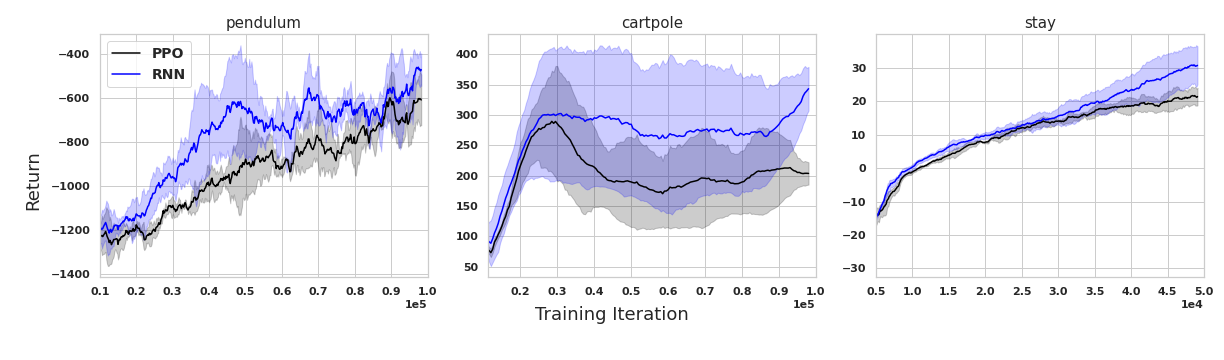 pendulum
cartpole
stay
PPO
RNN
Return
−400
−600
−800
−1000
−1200
−1400
0.1 0.2 0.3 0.4 0.5 0.6 0.7 0.8 0.9 1.0
1e5
400
350
300
250
200
150
100
50
0.2 0.3 0.4 0.5 0.6 0.7 0.8 0.9 1.0
1e5
30
20
10
0
−10
−20
−30
0.5 1.0 1.5 2.0 2.5 3.0 3.5 4.0 4.5 5.0
1e4
Training Iteration